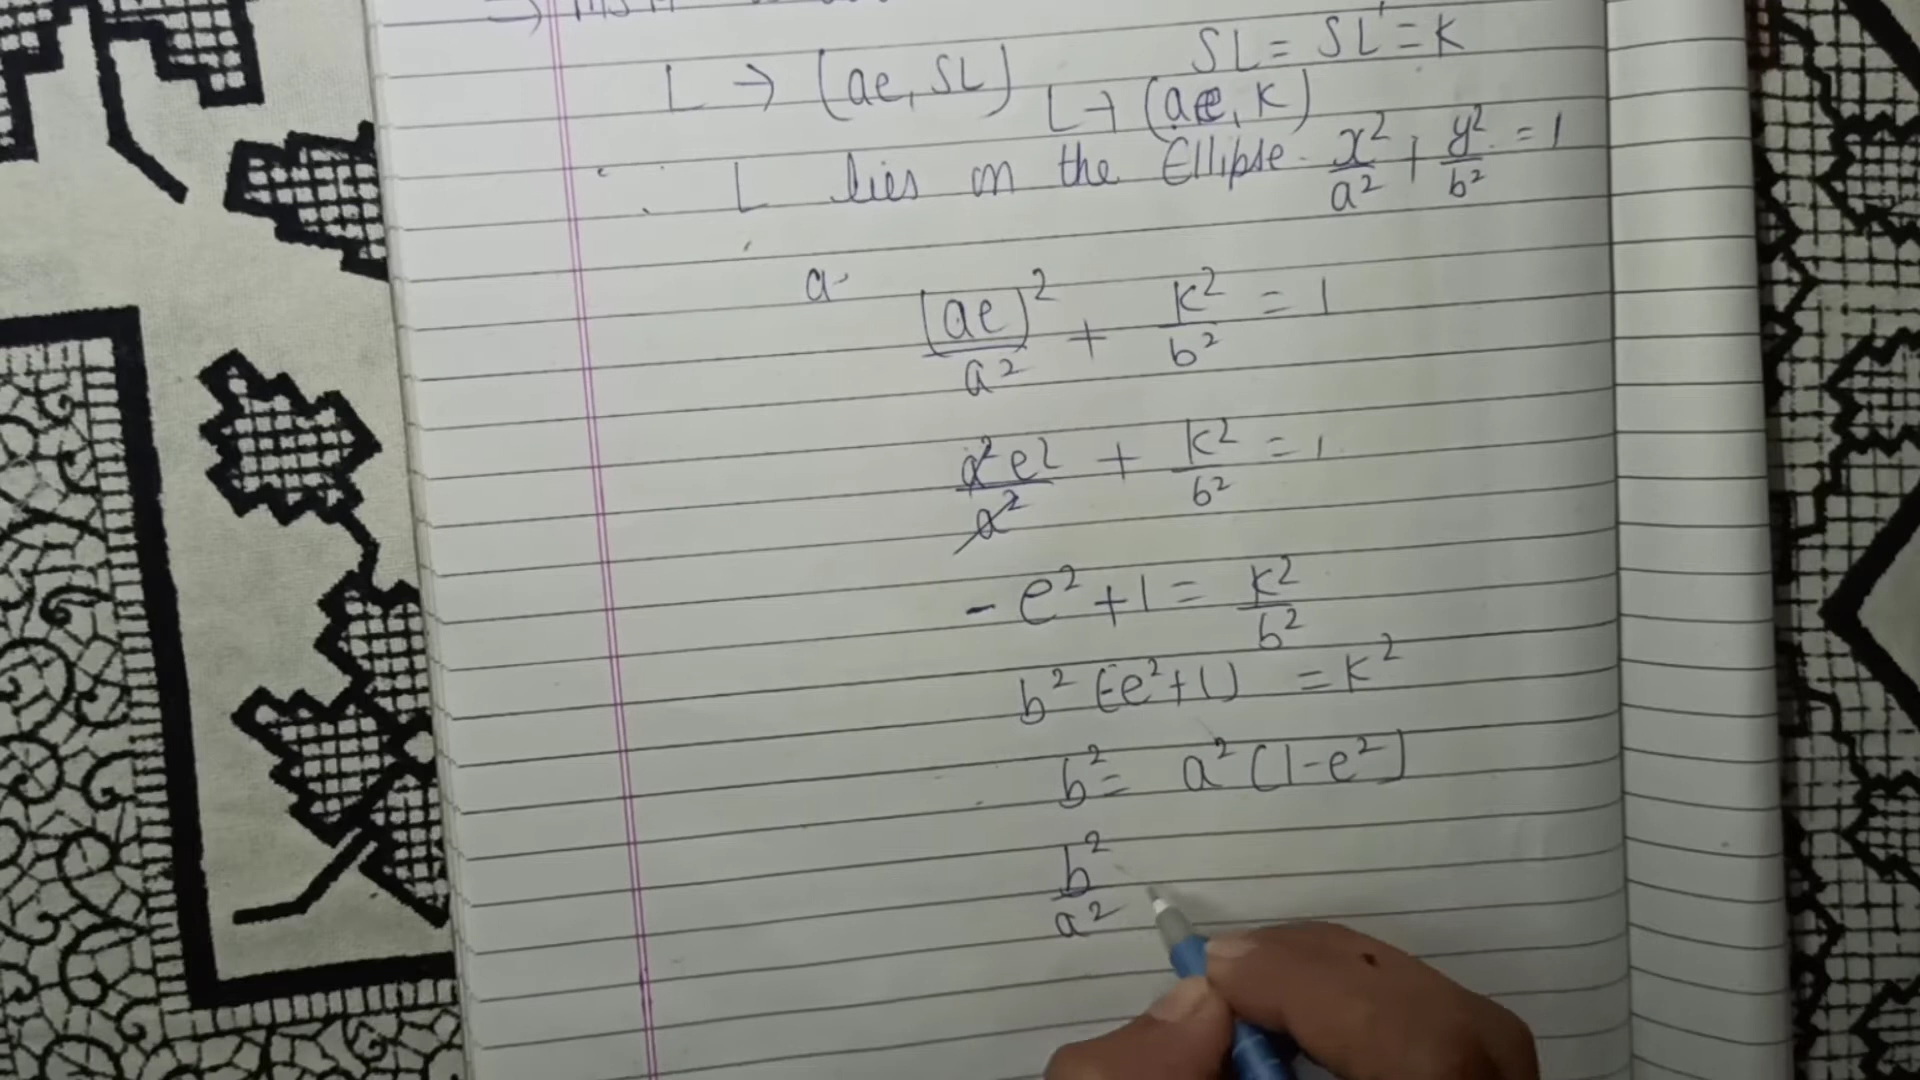 SL = SL' = K
L → (ae, SL)
L → (ae, K)
∴ L lies on the Ellipse x²/a² + y²/b² = 1
a
(ae)²/a² + K²/b² = 1
a²e²/a² + K²/b² = 1
- e² + 1 = K²/b²
b² (-e² + 1) = K²
b² = a² (1 - e²)
b²/a²